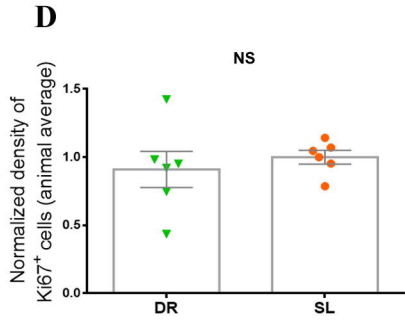 D
NS
Normalized density of
Ki67+ cells (animal average)
1.5
1.0
0.5
0.0
DR
SL